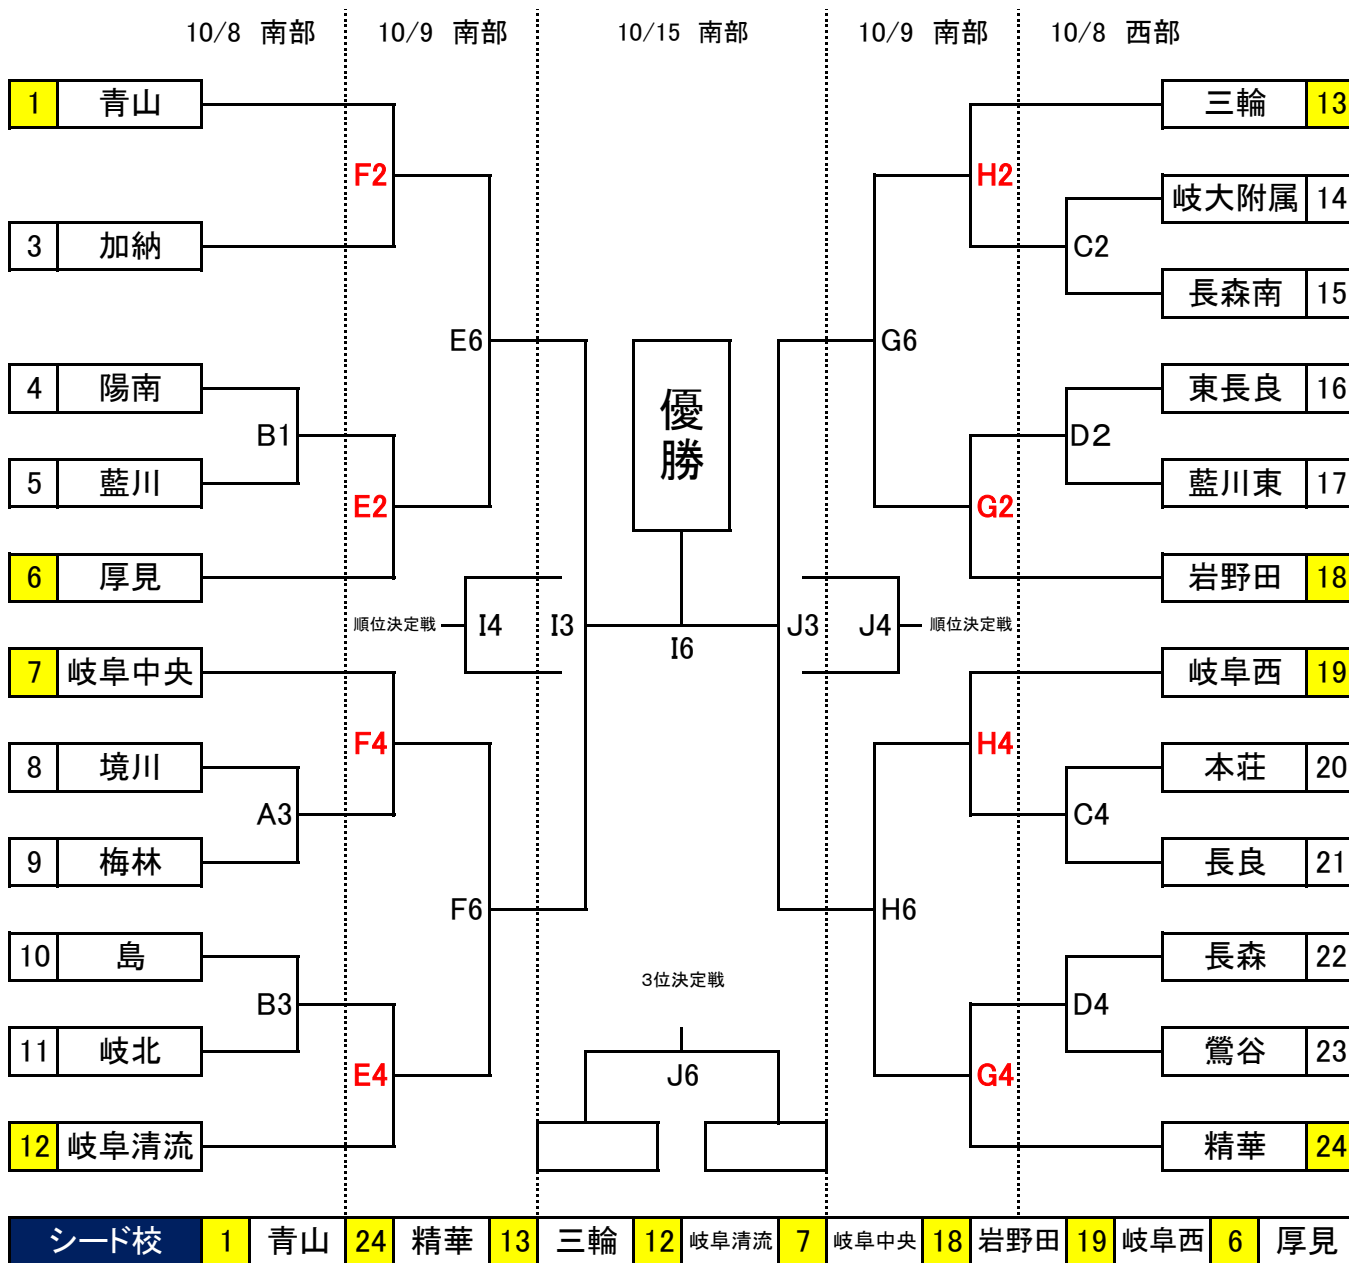 10/8 南部 10/9 南部 10/15 南部 10/9 南部 10/8 西部
1 青山 三輪 13
F2 H2
岐大附属 14
3 加納 C2
長森南 15
E6 G6
4 陽南 東長良 16
優勝
B1 D2
5 藍川 藍川東 17
E2 G2
6 厚見 岩野田 18
順位決定戦 I4 I3 I6 J3 J4 順位決定戦
7 岐阜中央 岐阜西 19
F4 H4
8 境川 本荘 20
A3 C4
9 梅林 長良 21
F6 H6
10 島 長森 22
3位決定戦
B3 D4
11 岐北 鶯谷 23
E4 J6 G4
12 岐阜清流 精華 24
シード校 1 青山 24 精華 13 三輪 12 岐阜清流 7 岐阜中央 18 岩野田 19 岐阜西 6 厚見